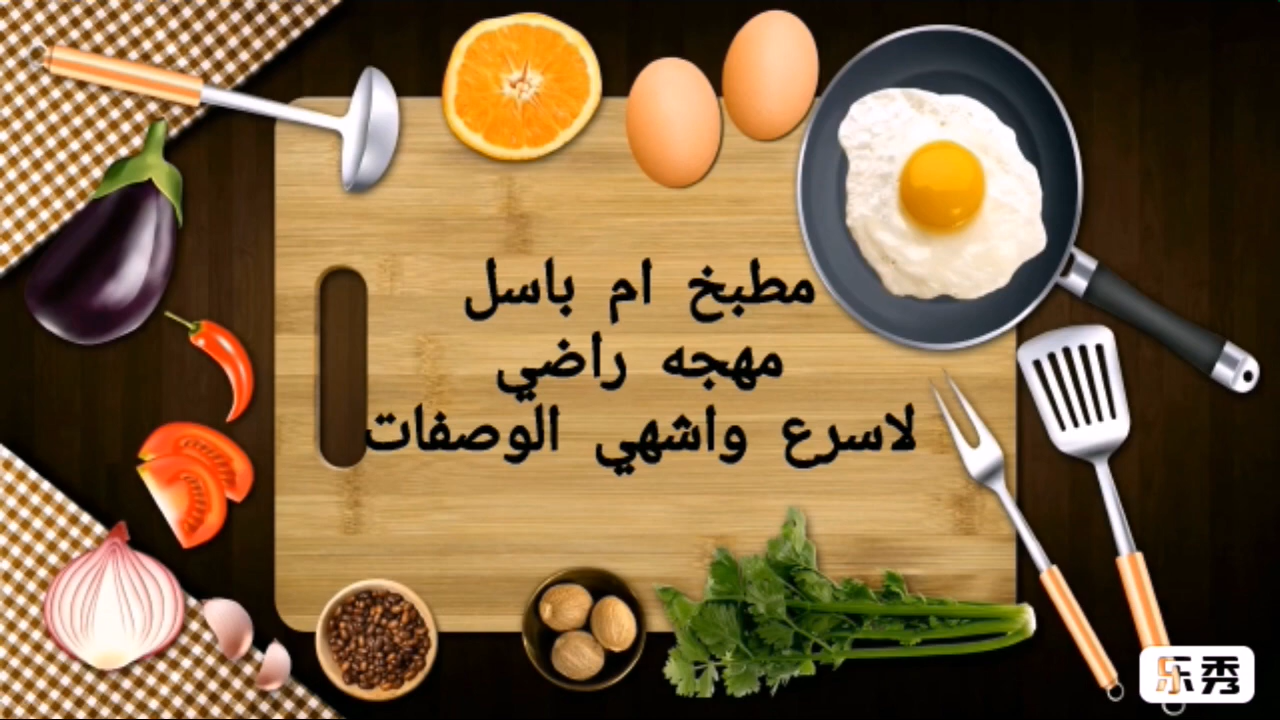 مطبخ ام باسل
مهجه راضي
لاسرع واشهي الوصفات
乐秀